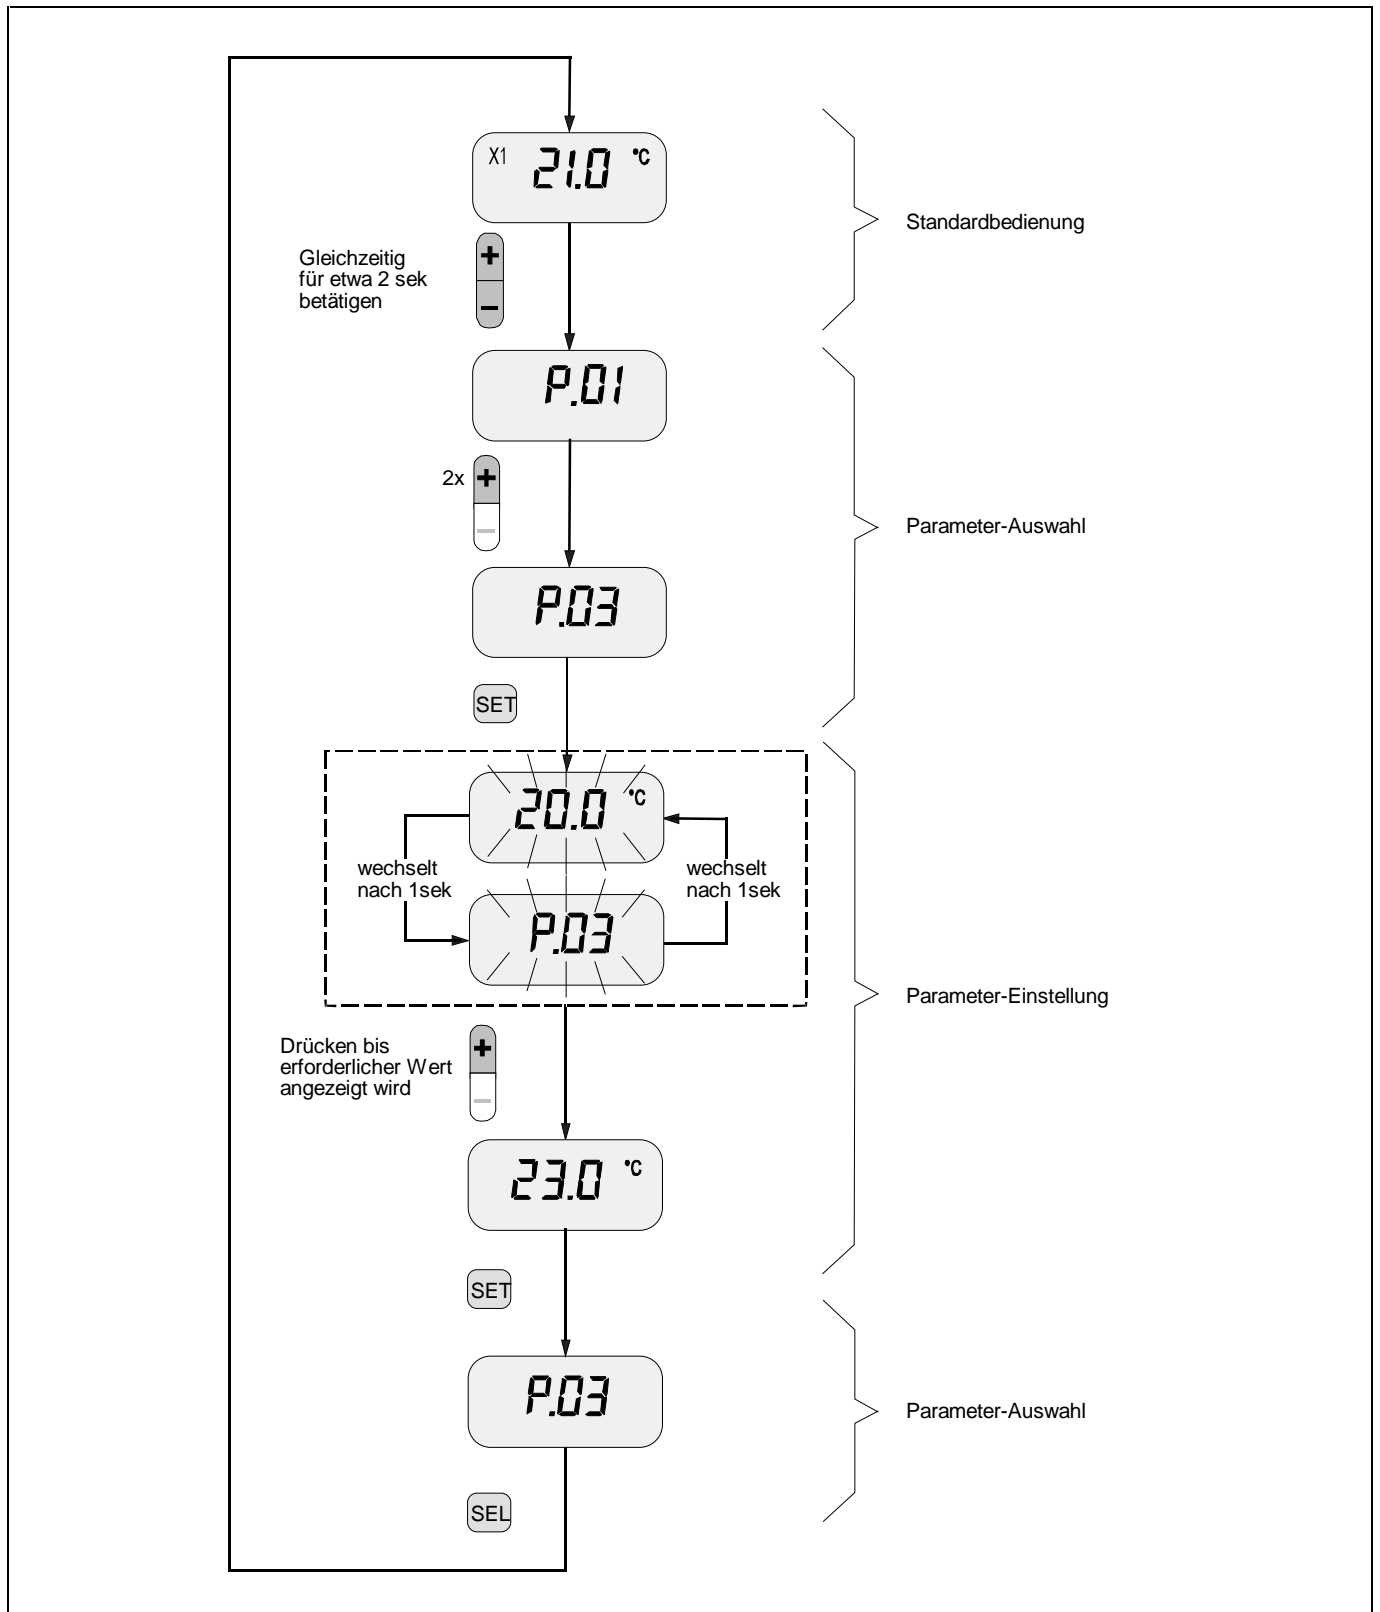 X1 21.0 °C
Standardbedienung
Gleichzeitig
für etwa 2 sek
betätigen
+
−
P.01
2x +
−
Parameter-Auswahl
P.03
SET
20.0 °C
wechselt
nach 1sek
wechselt
nach 1sek
P.03
Parameter-Einstellung
Drücken bis
erforderlicher Wert
angezeigt wird
+
−
23.0 °C
SET
P.03
Parameter-Auswahl
SEL